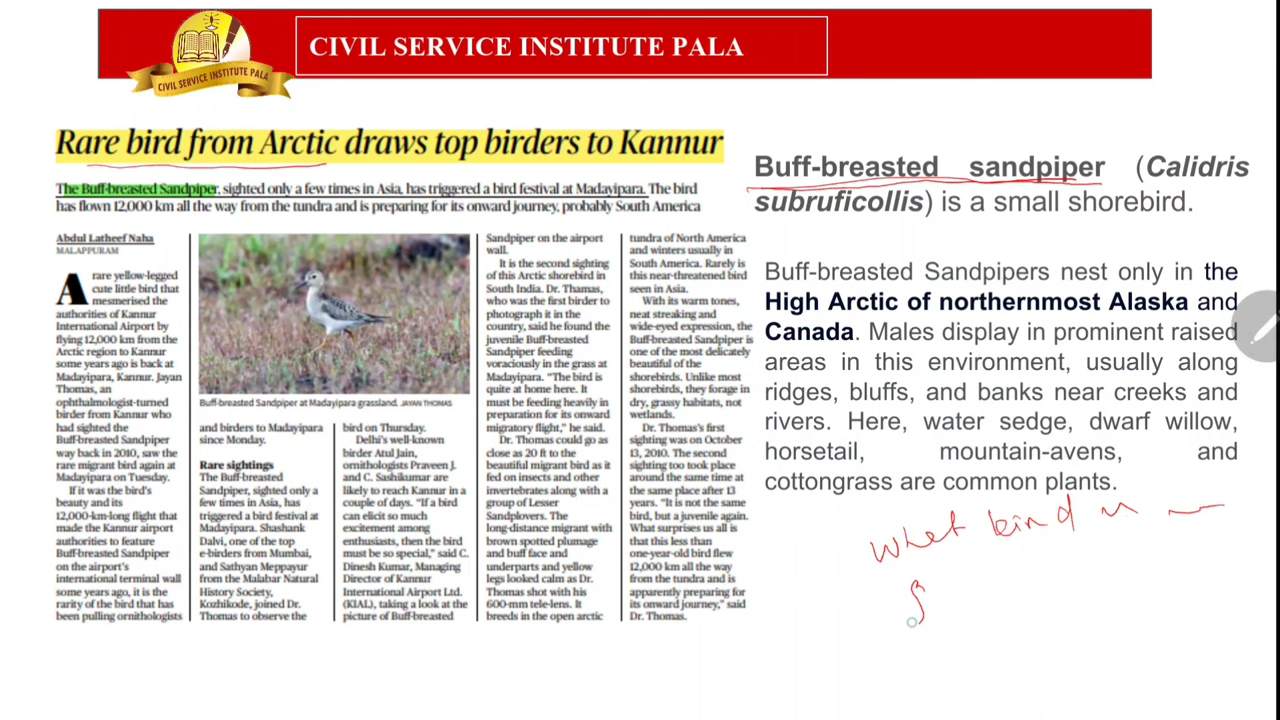 CIVIL SERVICE INSTITUTE PALA
CIVIL SERVICE INSTITUTE PALA
Rare bird from Arctic draws top birders to Kannur
The Buff-breasted Sandpiper, sighted only a few times in Asia, has triggered a bird festival at Madayipara. The bird
has flown 12,000 km all the way from the tundra and is preparing for its onward journey, probably South America
Abdul Latheef Naha
MALAPPURAM
A rare yellow-legged
cute little bird that
mesmerised the
authorities of Kannur
International Airport by
flying 12,000 km from the
Arctic region to Kannur
some years ago is back at
Madayipara, Kannur. Jayan
Thomas, an
ophthalmologist-turned
birder from Kannur who
had sighted the
Buff-breasted Sandpiper
way back in 2010, saw the
rare migrant bird again at
Madayipara on Tuesday.
If it was the bird's
beauty and its
12,000-km-long flight that
made the Kannur airport
authorities to feature
Buff-breasted Sandpiper
on the airport's
international terminal wall
some years ago, it is the
rarity of the bird that has
been pulling ornithologists
Buff-breasted Sandpiper at Madayipara grassland. JAYAN THOMAS
and birders to Madayipara
since Monday.
Rare sightings
The Buff-breasted
Sandpiper, sighted only a
few times in Asia, has
triggered a bird festival at
Madayipara. Shashank
Dalvi, one of the top
e-birders from Mumbai,
and Sathyan Meppayur
from the Malabar Natural
History Society,
Kozhikode, joined Dr.
Thomas to observe the
bird on Thursday.
Delhi's well-known
birder Atul Jain,
ornithologists Praveen J.
and C. Sashikumar are
likely to reach Kannur in a
couple of days. “If a bird
can elicit so much
excitement among
enthusiasts, then the bird
must be so special,” said C.
Dinesh Kumar, Managing
Director of Kannur
International Airport Ltd.
(KIAL), taking a look at the
picture of Buff-breasted
Sandpiper on the airport
wall.
It is the second sighting
of this Arctic shorebird in
South India. Dr. Thamas,
who was the first birder to
photograph it in the
country, said he found the
juvenile Buff-breasted
Sandpiper feeding
voraciously in the grass at
Madayipara. “The bird is
quite at home here. It
must be feeding heavily in
preparation for its onward
migratory flight,” he said.
Dr. Thomas could go as
close as 20 ft to the
beautiful migrant bird as it
fed on insects and other
invertebrates along with a
group of Lesser
Sandplovers. The
long-distance migrant with
brown spotted plumage
and buff face and
underparts and yellow
legs looked calm as Dr.
Thomas shot with his
600-mm tele-lens. It
breeds in the open arctic
tundra of North America
and winters usually in
South America. Rarely is
this near-threatened bird
seen in Asia.
With its warm tones,
neat streaking and
wide-eyed expression, the
Buff-breasted Sandpiper is
one of the most delicately
beautiful of the
shorebirds. Unlike most
shorebirds, they forage in
dry, grassy habitats, not
wetlands.
Dr. Thomas's first
sighting was on October
13, 2010. The second
sighting too took place
around the same time at
the same place after 13
years. “It is not the same
bird, but a juvenile again.
What surprises us all is
that this less than
one-year-old bird flew
12,000 km all the way
from the tundra and is
apparently preparing for
its onward journey,” said
Dr. Thomas.
Buff-breasted sandpiper (Calidris
subruficollis) is a small shorebird.
Buff-breasted Sandpipers nest only in the
High Arctic of northernmost Alaska and
Canada. Males display in prominent raised
areas in this environment, usually along
ridges, bluffs, and banks near creeks and
rivers. Here, water sedge, dwarf willow,
horsetail, mountain-avens, and
cottongrass are common plants.
what kind